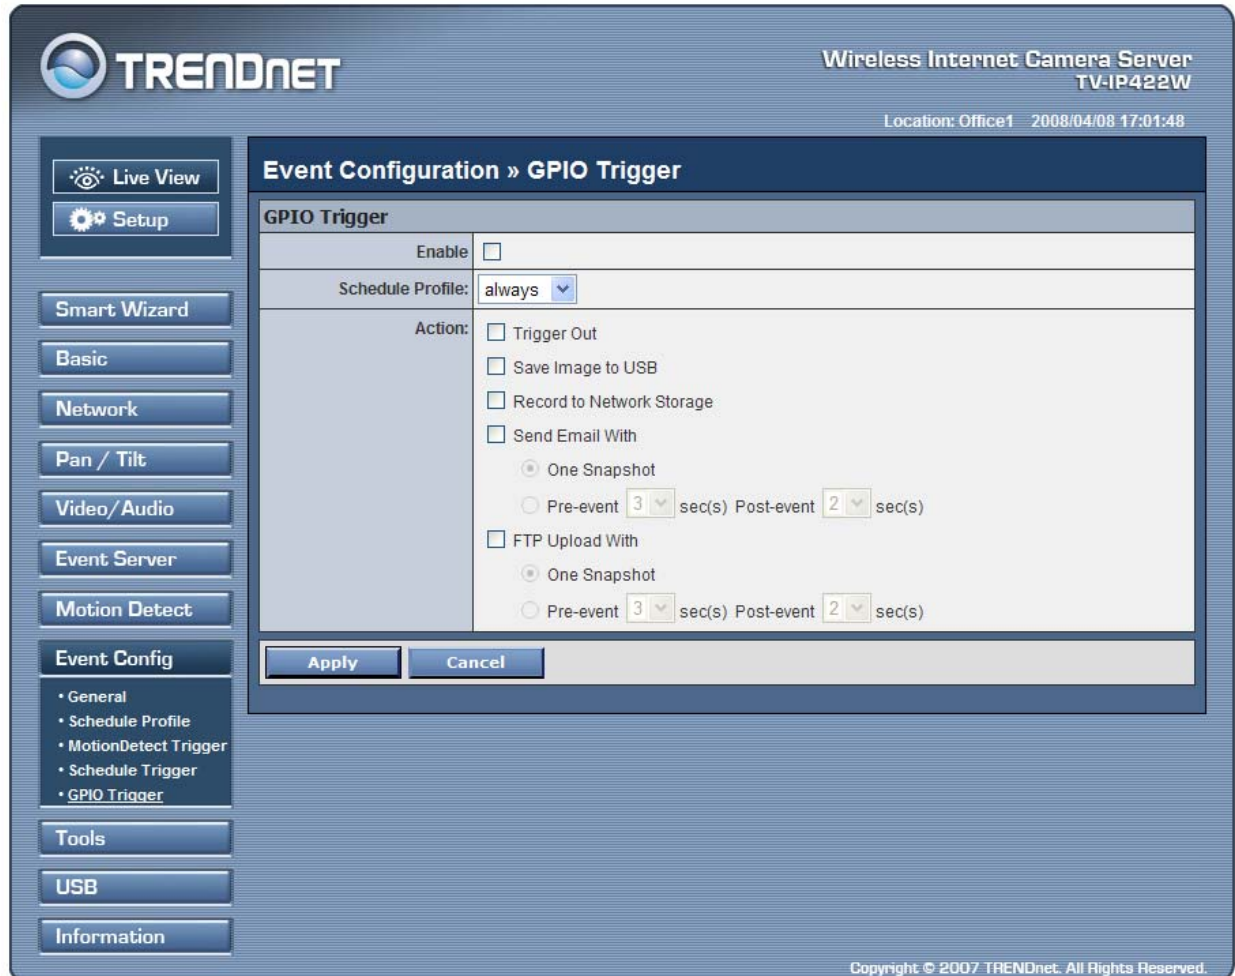 TRENDNET
Wireless Internet Camera Server
TV-IP422W
Location: Office1 2008/04/08 17:01:48
Live View
Setup
Smart Wizard
Basic
Network
Pan / Tilt
Video/Audio
Event Server
Motion Detect
Event Config
• General
• Schedule Profile
• MotionDetect Trigger
• Schedule Trigger
• GPIO Trigger
Tools
USB
Information
Event Configuration » GPIO Trigger
GPIO Trigger
Enable
Schedule Profile: always
Action:
Trigger Out
Save Image to USB
Record to Network Storage
Send Email With
One Snapshot
Pre-event 3 sec(s) Post-event 2 sec(s)
FTP Upload With
One Snapshot
Pre-event 3 sec(s) Post-event 2 sec(s)
Apply Cancel
Copyright © 2007 TRENDnet. All Rights Reserved.